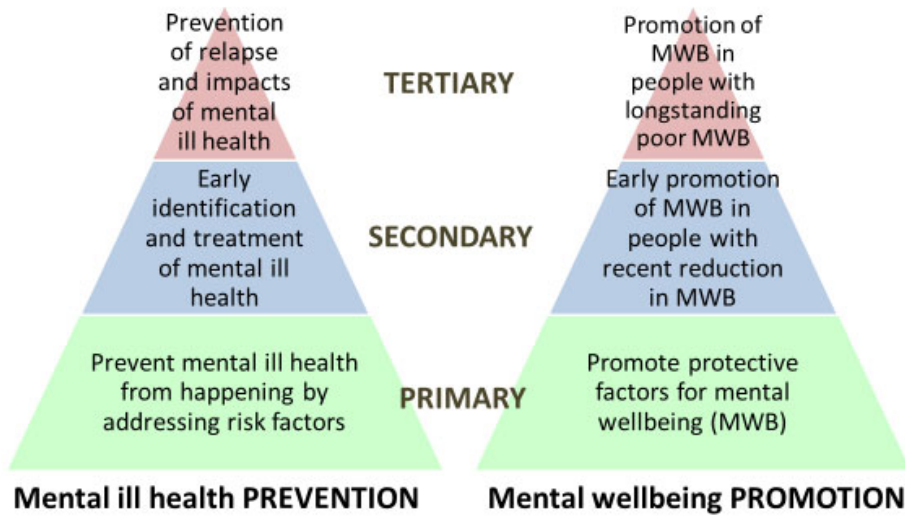 Prevention
of relapse
and impacts
of mental
ill health
Early
identification
and treatment
of mental ill
health
Prevent mental ill health
from happening by
addressing risk factors
Mental ill health PREVENTION
TERTIARY
SECONDARY
PRIMARY
Promotion of
MWB in
people with
longstanding
poor MWB
Early promotion
of MWB in
people with
recent reduction
in MWB
Promote protective
factors for mental
wellbeing (MWB)
Mental wellbeing PROMOTION